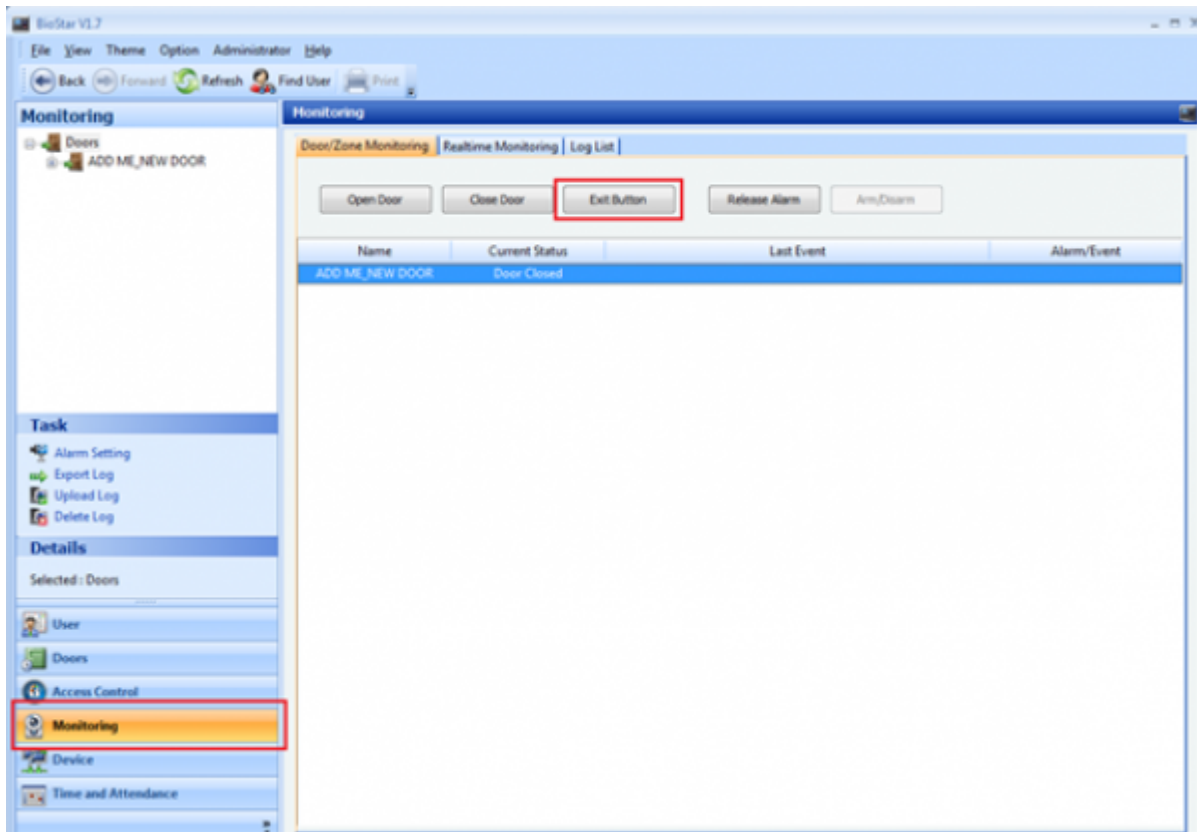 BioStar V1.7
File View Theme Option Administrator Help
Back Forward Refresh Find User Print
Monitoring
Doors
ADD ME_NEW DOOR
Task
Alarm Setting
Export Log
Upload Log
Delete Log
Details
Selected : Doors
User
Doors
Access Control
Monitoring
Device
Time and Attendance
Monitoring
Door/Zone Monitoring Realtime Monitoring Log List
Open Door Close Door Exit Button Release Alarm Arm/Disarm
Name Current Status Last Event Alarm/Event
ADD ME_NEW DOOR Door Closed